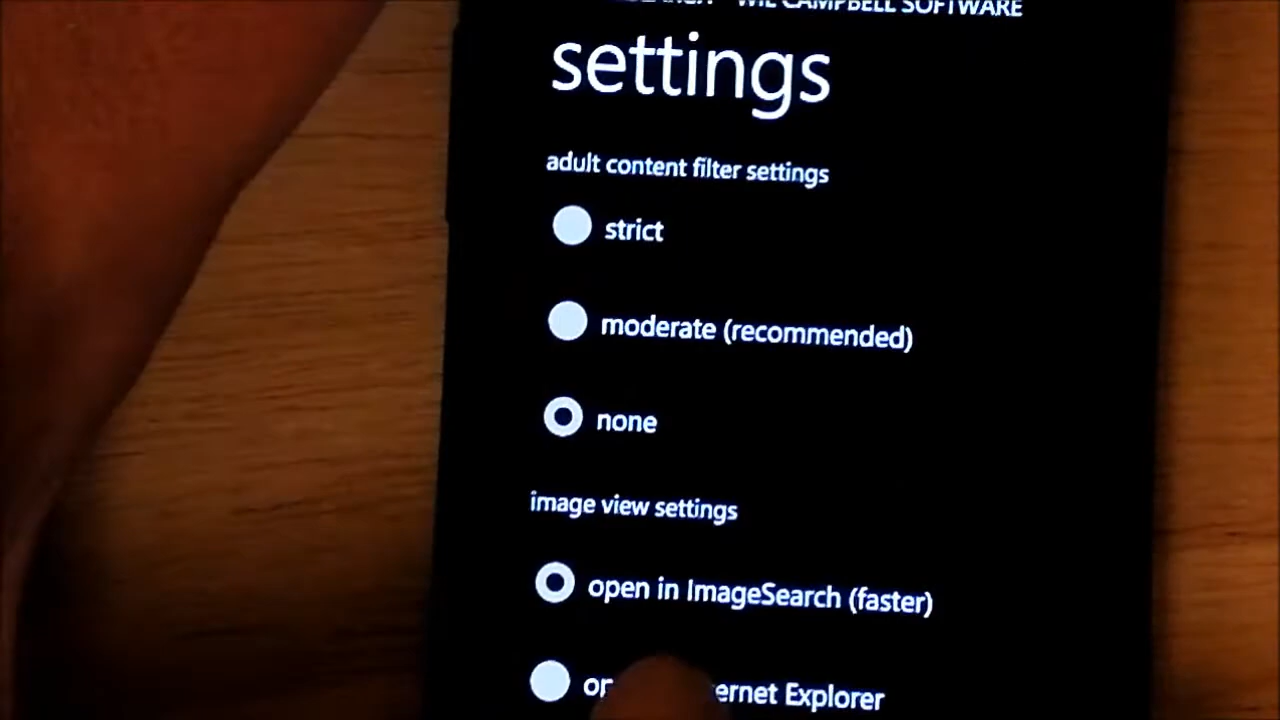 WIL CAMPBELL SOFTWARE
settings
adult content filter settings
strict
moderate (recommended)
none
image view settings
open in ImageSearch (faster)
Explorer